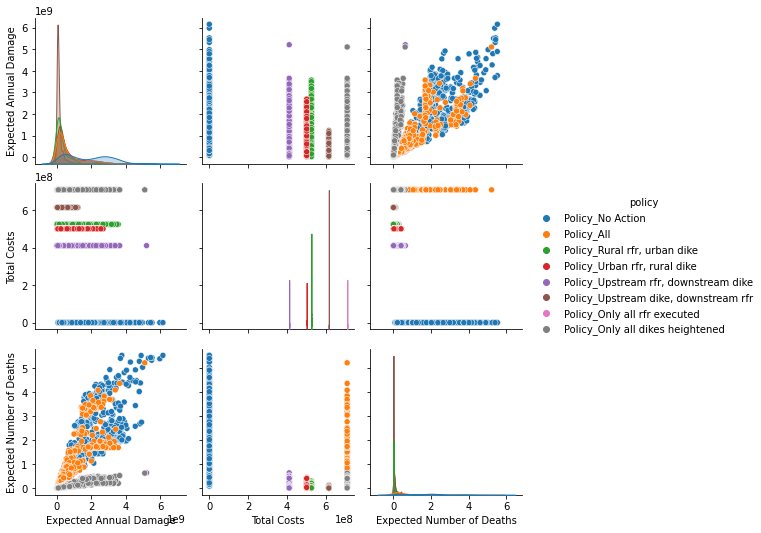 1e9
Expected Annual Damage
6
5
4
3
2
1
0
1e8
Total Costs
6
4
2
0
policy
Policy_No Action
Policy_All
Policy_Rural rfr, urban dike
Policy_Urban rfr, rural dike
Policy_Upstream rfr, downstream dike
Policy_Upstream dike, downstream rfr
Policy_Only all rfr executed
Policy_Only all dikes heightened
Expected Number of Deaths
5
4
3
2
1
0
0 2 4 6
0 2 4 6
0 2 4 6
Expected Annual Damage 1e9
Total Costs 1e8
Expected Number of Deaths